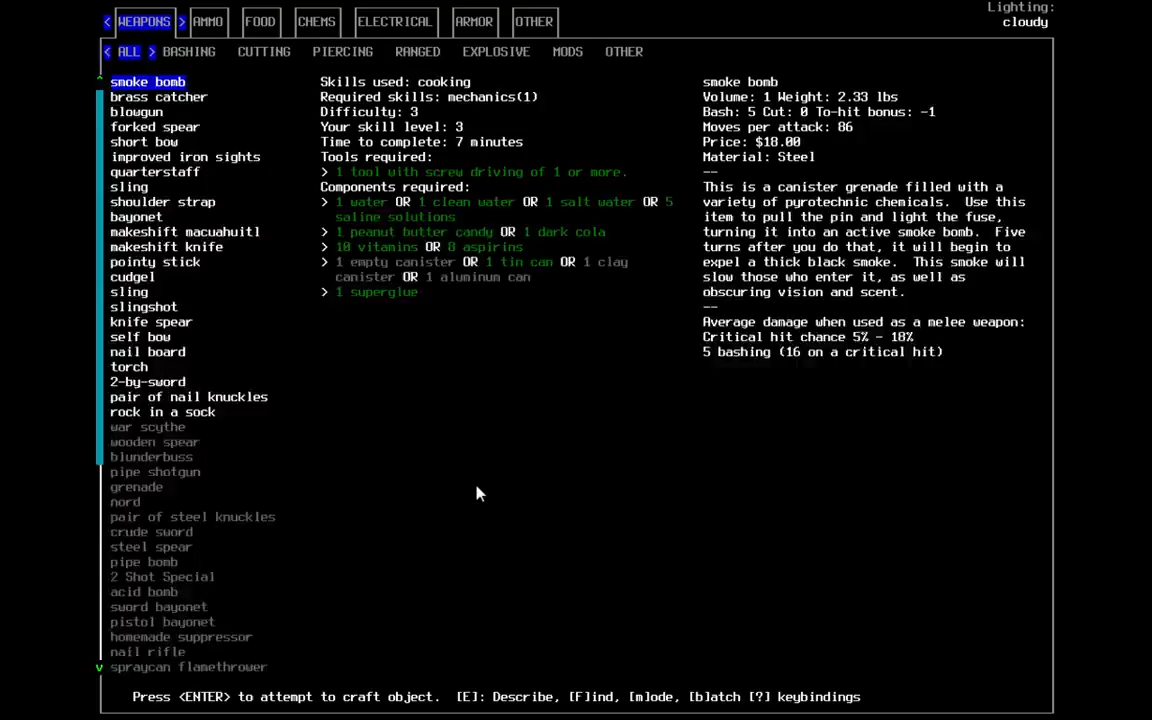 Lighting:
cloudy
< WEAPONS > AMMO FOOD CHEMS ELECTRICAL ARMOR OTHER
< ALL > BASHING CUTTING PIERCING RANGED EXPLOSIVE MODS OTHER
smoke bomb
brass catcher
blowgun
forked spear
short bow
improved iron sights
quarterstaff
sling
shoulder strap
bayonet
makeshift macuahuitl
makeshift knife
pointy stick
cudgel
sling
slingshot
knife spear
self bow
nail board
torch
2-by-sword
pair of nail knuckles
rock in a sock
war scythe
wooden spear
blunderbuss
pipe shotgun
grenade
nord
pair of steel knuckles
crude sword
steel spear
pipe bomb
2 Shot Special
acid bomb
sword bayonet
pistol bayonet
homemade suppressor
nail rifle
v spraycan flamethrower
Skills used: cooking
Required skills: mechanics(1)
Difficulty: 3
Your skill level: 3
Time to complete: 7 minutes
Tools required:
> 1 tool with screw driving of 1 or more.
Components required:
> 1 water OR 1 clean water OR 1 salt water OR 5
saline solutions
> 1 peanut butter candy OR 1 dark cola
> 10 vitamins OR 8 aspirins
> 1 empty canister OR 1 tin can OR 1 clay
canister OR 1 aluminum can
> 1 superglue
smoke bomb
Volume: 1 Weight: 2.33 lbs
Bash: 5 Cut: 0 To-hit bonus: -1
Moves per attack: 86
Price: $18.00
Material: Steel
--
This is a canister grenade filled with a
variety of pyrotechnic chemicals. Use this
item to pull the pin and light the fuse,
turning it into an active smoke bomb. Five
turns after you do that, it will begin to
expel a thick black smoke. This smoke will
slow those who enter it, as well as
obscuring vision and scent.
--
Average damage when used as a melee weapon:
Critical hit chance 5% - 18%
5 bashing (16 on a critical hit)
Press <ENTER> to attempt to craft object. [E]: Describe, [F]ind, [m]ode, [b]atch [?] keybindings